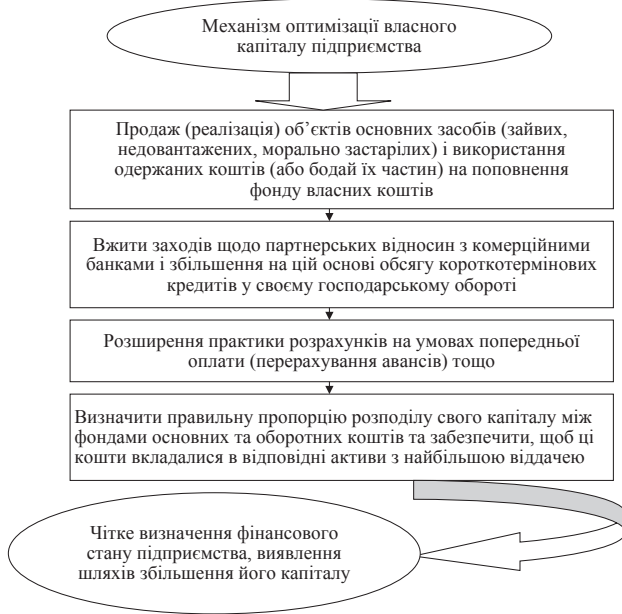 Механізм оптимізації власного
капіталу підприємства
Продаж (реалізація) об’єктів основних засобів (зайвих,
недовантажених, морально застарілих) і використання
одержаних коштів (або бодай їх частин) на поповнення
фонду власних коштів
Вжити заходів щодо партнерських відносин з комерційними
банками і збільшення на цій основі обсягу короткотермінових
кредитів у своєму господарському обороті
Розширення практики розрахунків на умовах попередньої
оплати (перерахування авансів) тощо
Визначити правильну пропорцію розподілу свого капіталу між
фондами основних та оборотних коштів та забезпечити, щоб ці
кошти вкладалися в відповідні активи з найбільшою віддачею
Чітке визначення фінансового
стану підприємства, виявлення
шляхів збільшення його капіталу